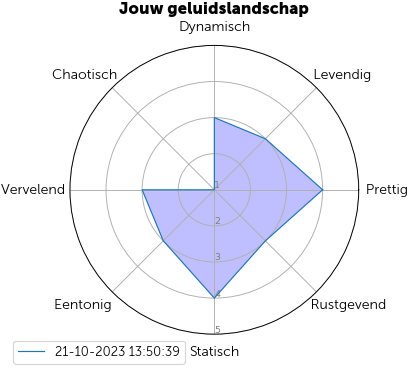 Jouw geluidslandschap
Dynamisch
Chaotisch
Levendig
Vervelend
Prettig
1
2
3
4
5
Eentonig
Rustgevend
21-10-2023 13:50:39
Statisch